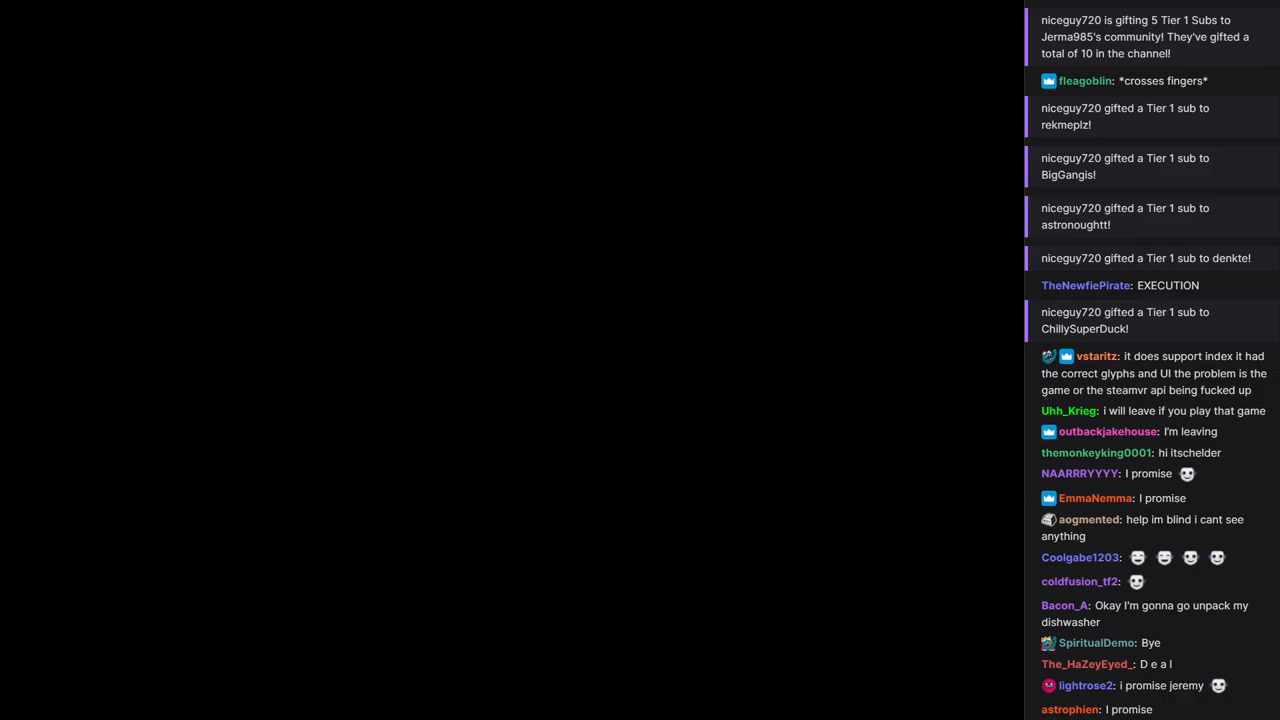 niceguy720 is gifting 5 Tier 1 Subs to
Jerma985's community! They've gifted a
total of 10 in the channel!
fleagoblin: *crosses fingers*
niceguy720 gifted a Tier 1 sub to
rekmeplz!
niceguy720 gifted a Tier 1 sub to
BigGangis!
niceguy720 gifted a Tier 1 sub to
astronoughtt!
niceguy720 gifted a Tier 1 sub to denkte!
TheNewfiePirate: EXECUTION
niceguy720 gifted a Tier 1 sub to
ChillySuperDuck!
vstaritz: it does support index it had
the correct glyphs and UI the problem is the
game or the steamvr api being fucked up
Uhh_Krieg: i will leave if you play that game
outbackjakehouse: I'm leaving
themonkeyking0001: hi itschelder
NAARRRYYYY: I promise
EmmaNemma: I promise
aogmented: help im blind i cant see
anything
Coolgabe1203:
coldfusion_tf2:
Bacon_A: Okay I'm gonna go unpack my
dishwasher
SpiritualDemo: Bye
The_HaZeyEyed_: D e a l
lightrose2: i promise jeremy
astrophien: I promise